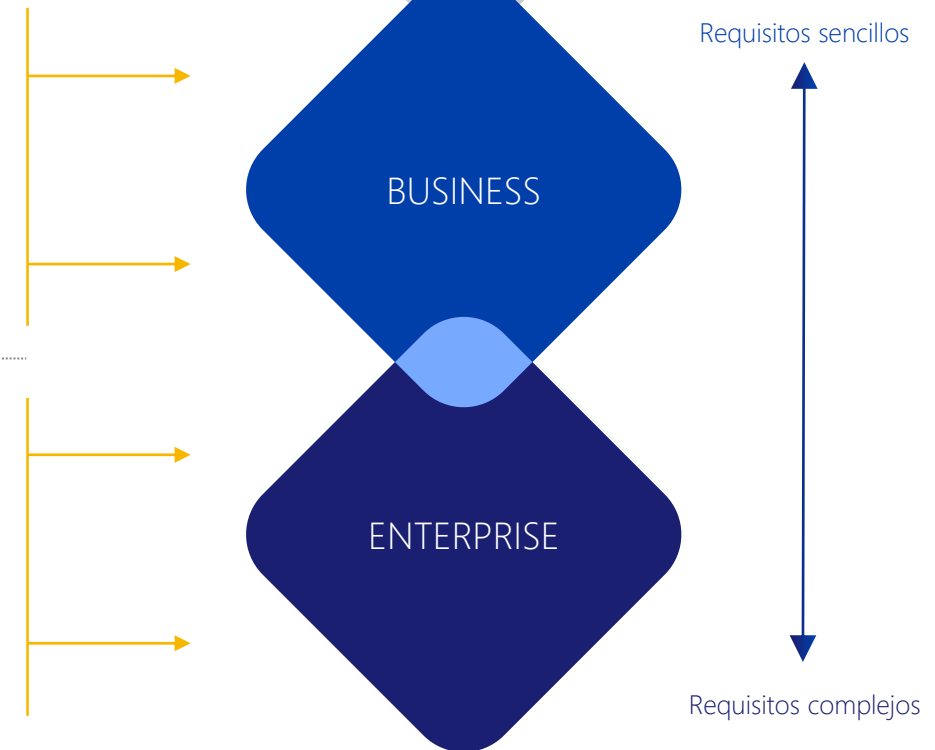 Requisitos sencillos
BUSINESS
ENTERPRISE
Requisitos complejos